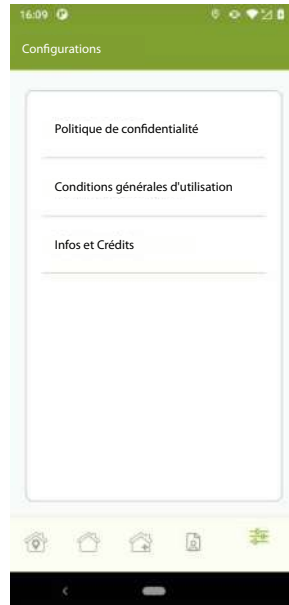 16:09
Configurations
Politique de confidentialité
Conditions générales d'utilisation
Infos et Crédits